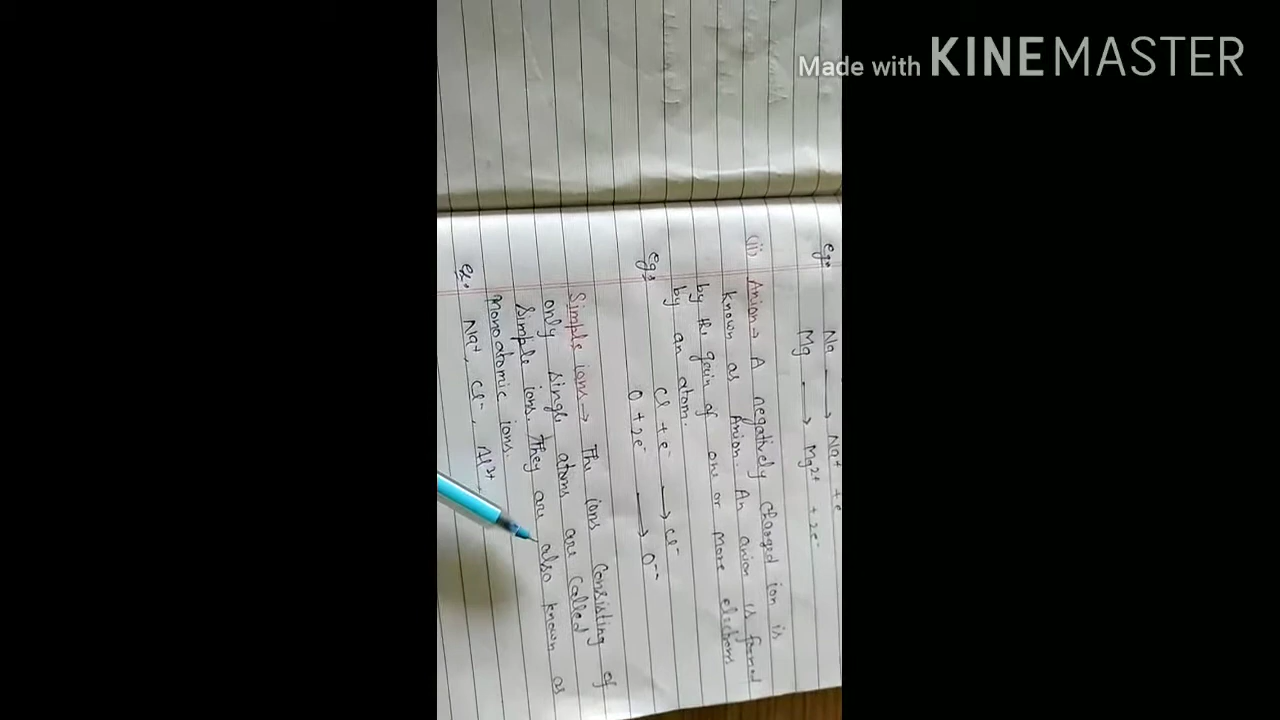 Made with KINEMASTER
eg: Na → Na⁺ + e
Mg → Mg²⁺ + 2e⁻
(ii) Anion → A negatively charged ion is
known as Anion. An anion is formed
by the gain of one or more electrons
by an atom.
eg: Cl + e⁻ → Cl⁻
O + 2e⁻ → O⁻⁻
Simple ions → The ions consisting of
only single atoms are called
Simple ions. They are also known as
Monoatomic ions.
ex: Na⁺, Cl⁻, Al³⁺